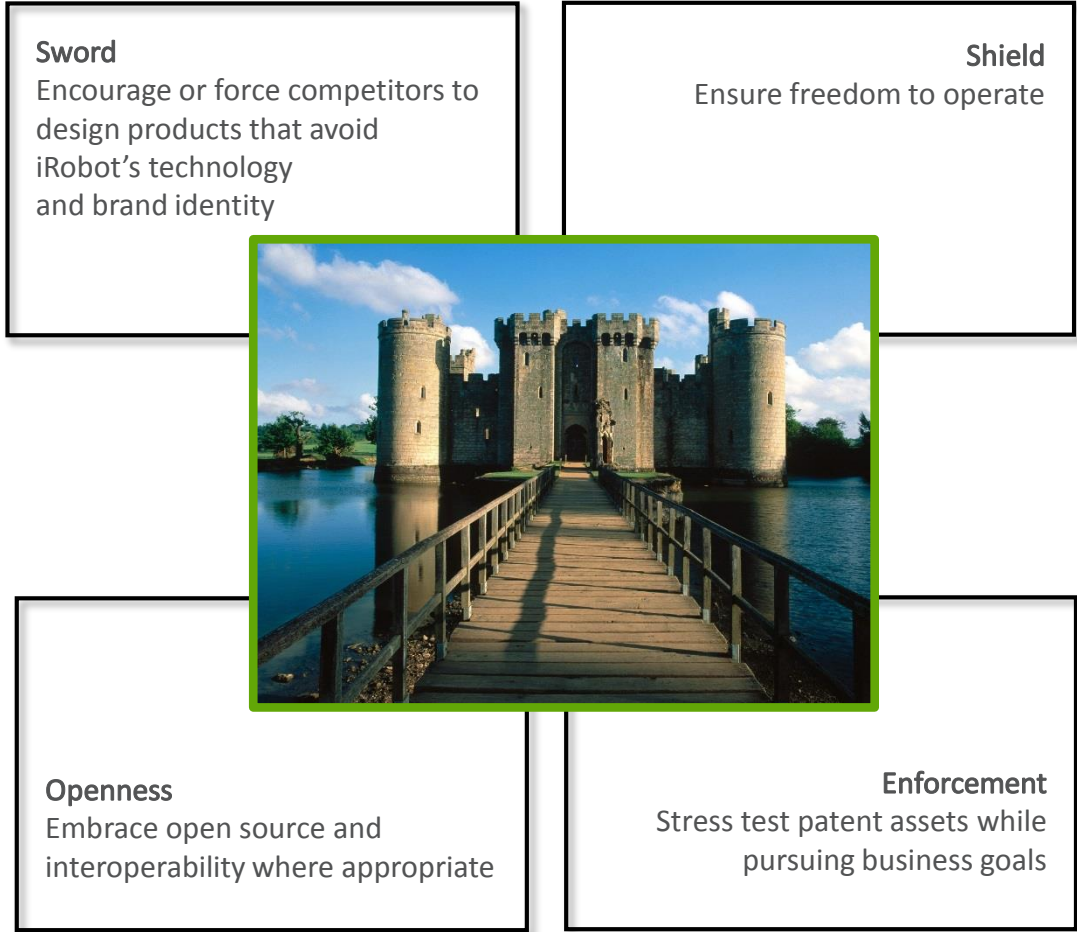 Sword
Encourage or force competitors to
design products that avoid
iRobot’s technology
and brand identity
Shield
Ensure freedom to operate
Openness
Embrace open source and
interoperability where appropriate
Enforcement
Stress test patent assets while
pursuing business goals